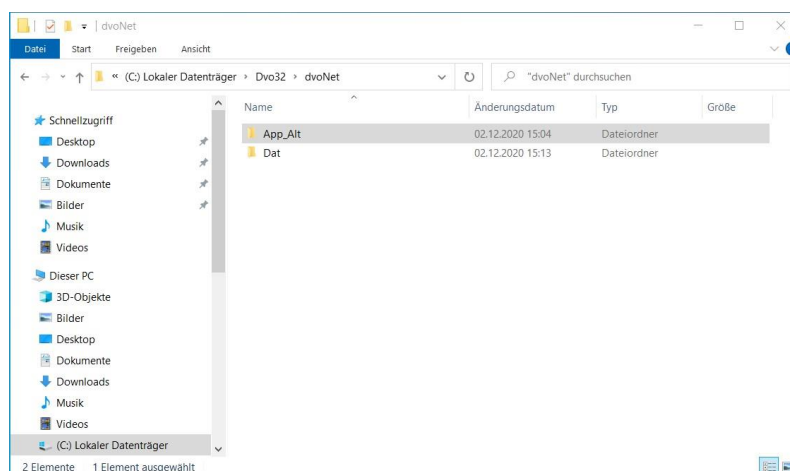 dvoNet
Datei Start Freigeben Ansicht
« (C:) Lokaler Datenträger › Dvo32 › dvoNet "dvoNet" durchsuchen
Name Änderungsdatum Typ Größe
Schnellzugriff
App_Alt 02.12.2020 15:04 Dateiordner
Desktop
Dat 02.12.2020 15:13 Dateiordner
Downloads
Dokumente
Bilder
Musik
Videos
Dieser PC
3D-Objekte
Bilder
Desktop
Dokumente
Downloads
Musik
Videos
(C:) Lokaler Datenträger
2 Elemente 1 Element ausgewählt